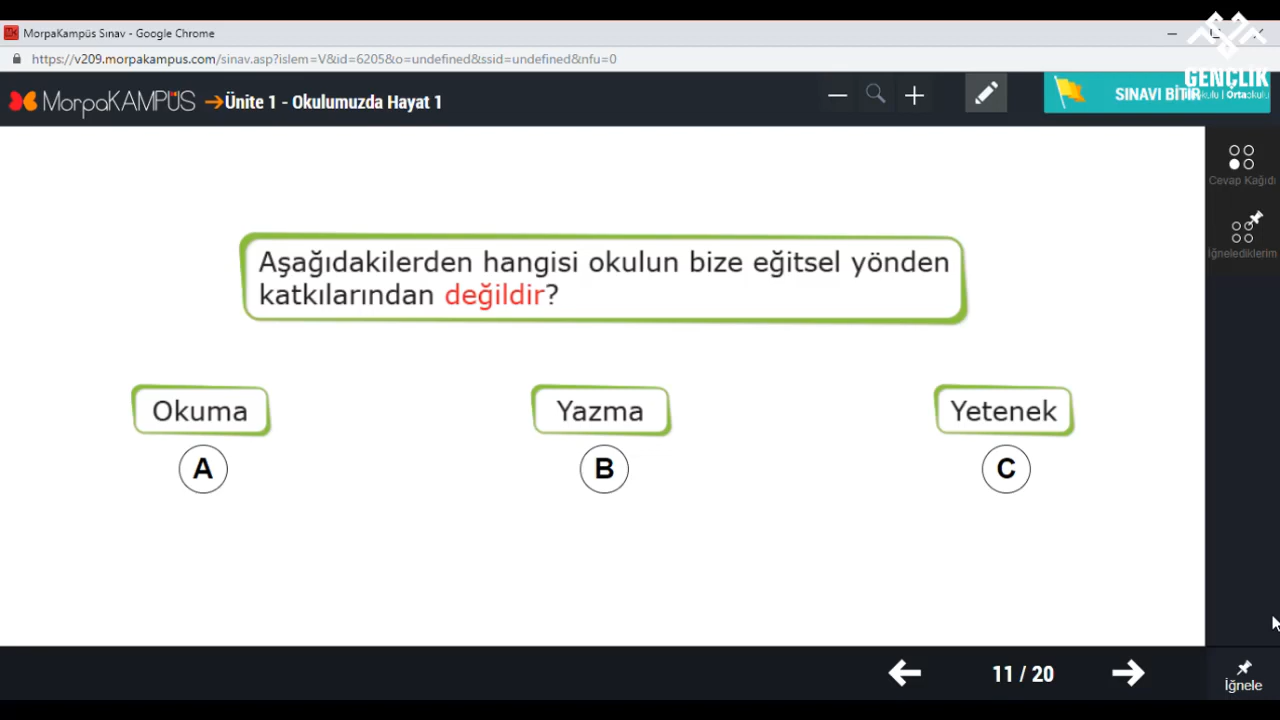 MorpaKampüs Sınav - Google Chrome
https://v209.morpakampus.com/sinav.asp?islem=V&id=6205&o=undefined&ssid=undefined&nfu=0
MorpaKAMPÜS
Ünite 1 - Okulumuzda Hayat 1
SINAVI BİTİR
GENÇLİK
Ortaokulu
Cevap Kağıdı
İğnelediklerim
Aşağıdakilerden hangisi okulun bize eğitsel yönden
katkılarından değildir?
Okuma
Yazma
Yetenek
A
B
C
11 / 20
İğnele